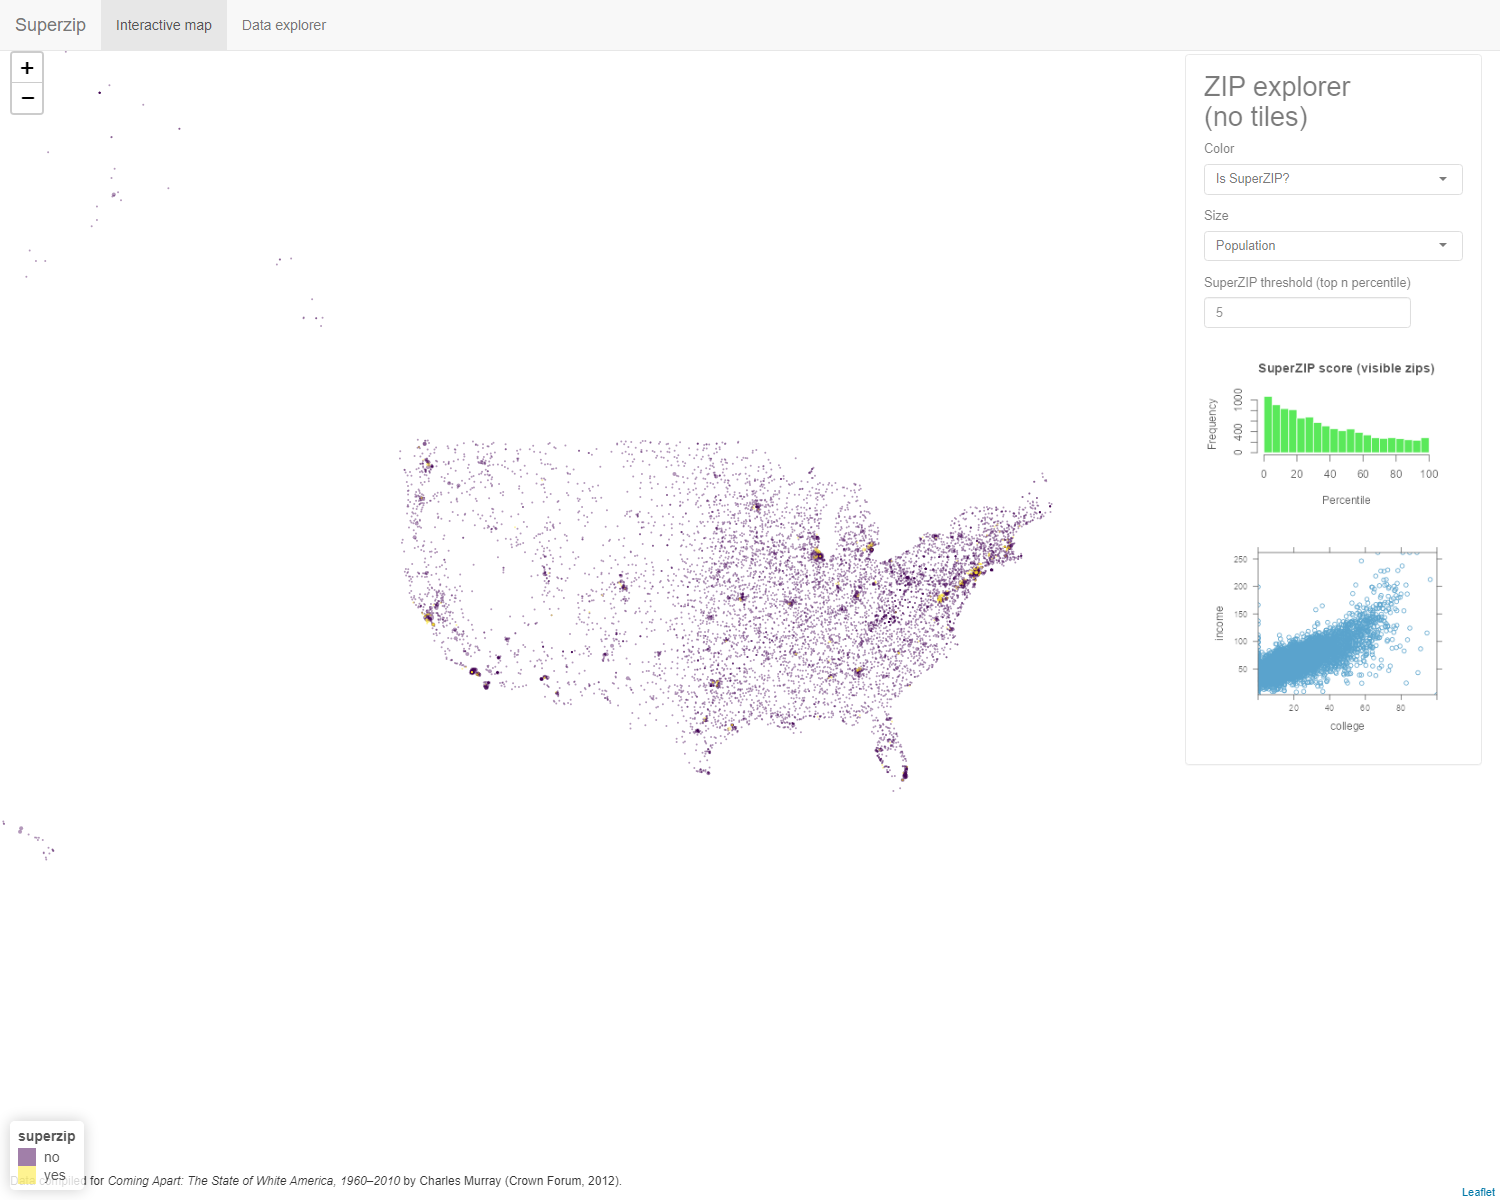 Superzip
Interactive map
Data explorer
+
−
ZIP explorer
(no tiles)
Color
Is SuperZIP?
Size
Population
SuperZIP threshold (top n percentile)
5
SuperZIP score (visible zips)
Frequency
0 400 1000
0 20 40 60 80 100
Percentile
income
250
200
150
100
50
20 40 60 80
college
superzip
no
yes
Data compiled for Coming Apart: The State of White America, 1960–2010 by Charles Murray (Crown Forum, 2012).
Leaflet